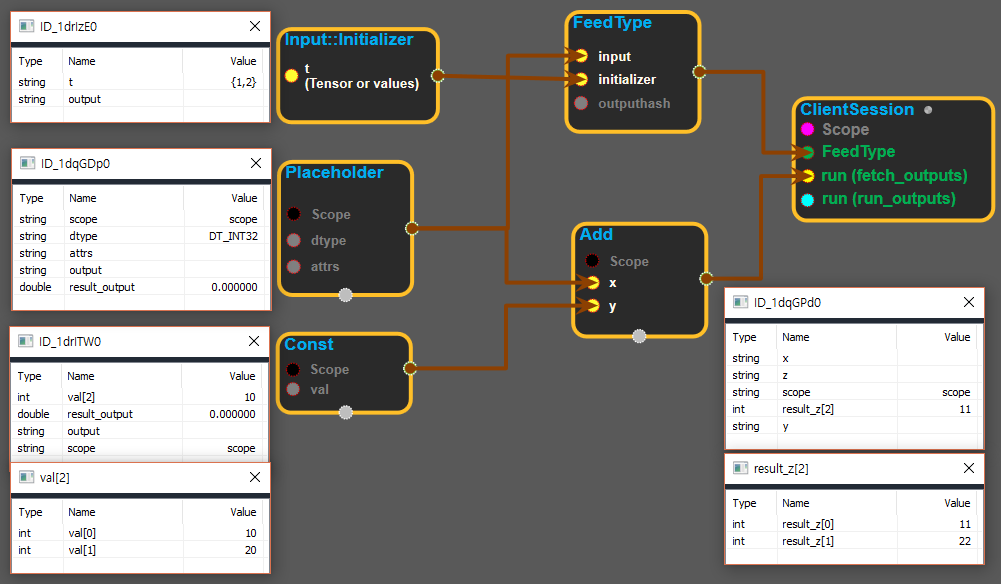 ID_1drIzE0
Type Name Value
string t {1,2}
string output
ID_1dqGDp0
Type Name Value
string scope scope
string dtype DT_INT32
string attrs
string output
double result_output 0.000000
ID_1drITW0
Type Name Value
int val[2] 10
double result_output 0.000000
string output
string scope scope
val[2]
Type Name Value
int val[0] 10
int val[1] 20
Input::Initializer
t
(Tensor or values)
Placeholder
Scope
dtype
attrs
Const
Scope
val
FeedType
input
initializer
outputhash
Add
Scope
x
y
ClientSession
Scope
FeedType
run (fetch_outputs)
run (run_outputs)
ID_1dqGPd0
Type Name Value
string x
string z
string scope scope
int result_z[2] 11
string y
result_z[2]
Type Name Value
int result_z[0] 11
int result_z[1] 22